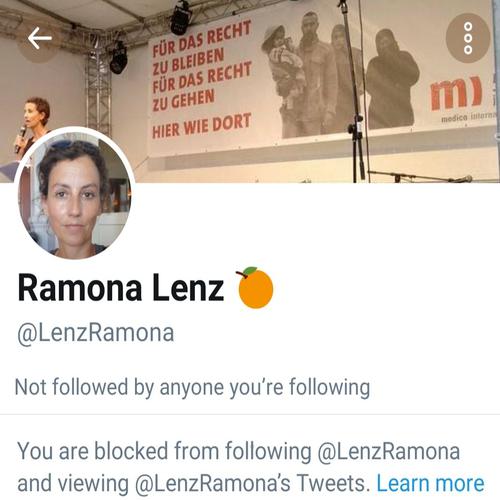 FÜR DAS RECHT
ZU BLEIBEN
FÜR DAS RECHT
ZU GEHEN
HIER WIE DORT
m)
medico interna
Ramona Lenz
@LenzRamona
Not followed by anyone you’re following
You are blocked from following @LenzRamona
and viewing @LenzRamona’s Tweets. Learn more